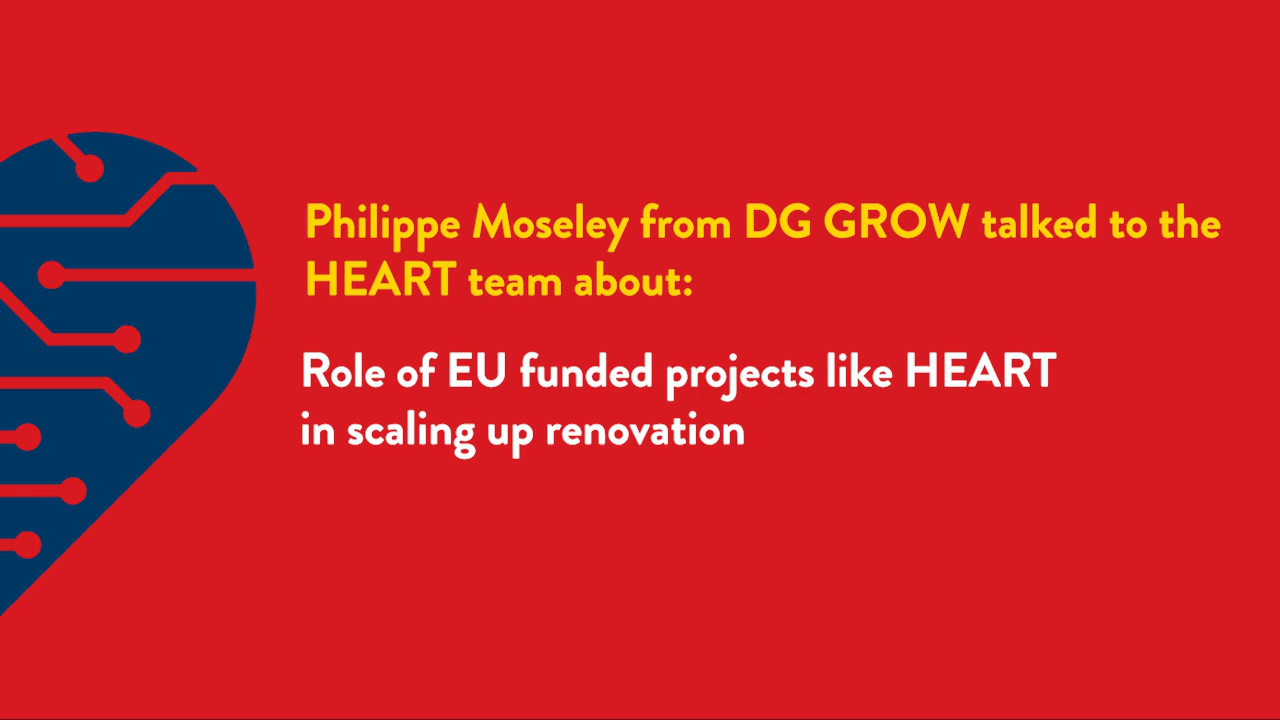 Philippe Moseley from DG GROW talked to the
HEART team about:
Role of EU funded projects like HEART
in scaling up renovation